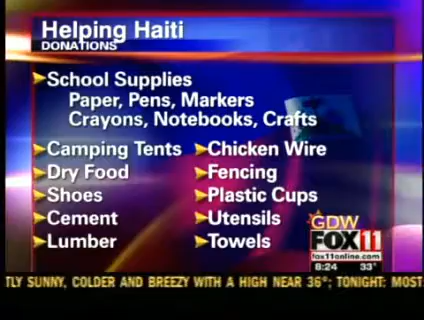 Helping Haiti
DONATIONS
School Supplies
Paper, Pens, Markers
Crayons, Notebooks, Crafts
Camping Tents
Dry Food
Shoes
Cement
Lumber
Chicken Wire
Fencing
Plastic Cups
Utensils
Towels
GDW
FOX 11
fox11online.com
8:24 33°
TLY SUNNY, COLDER AND BREEZY WITH A HIGH NEAR 36°; TONIGHT: MOST